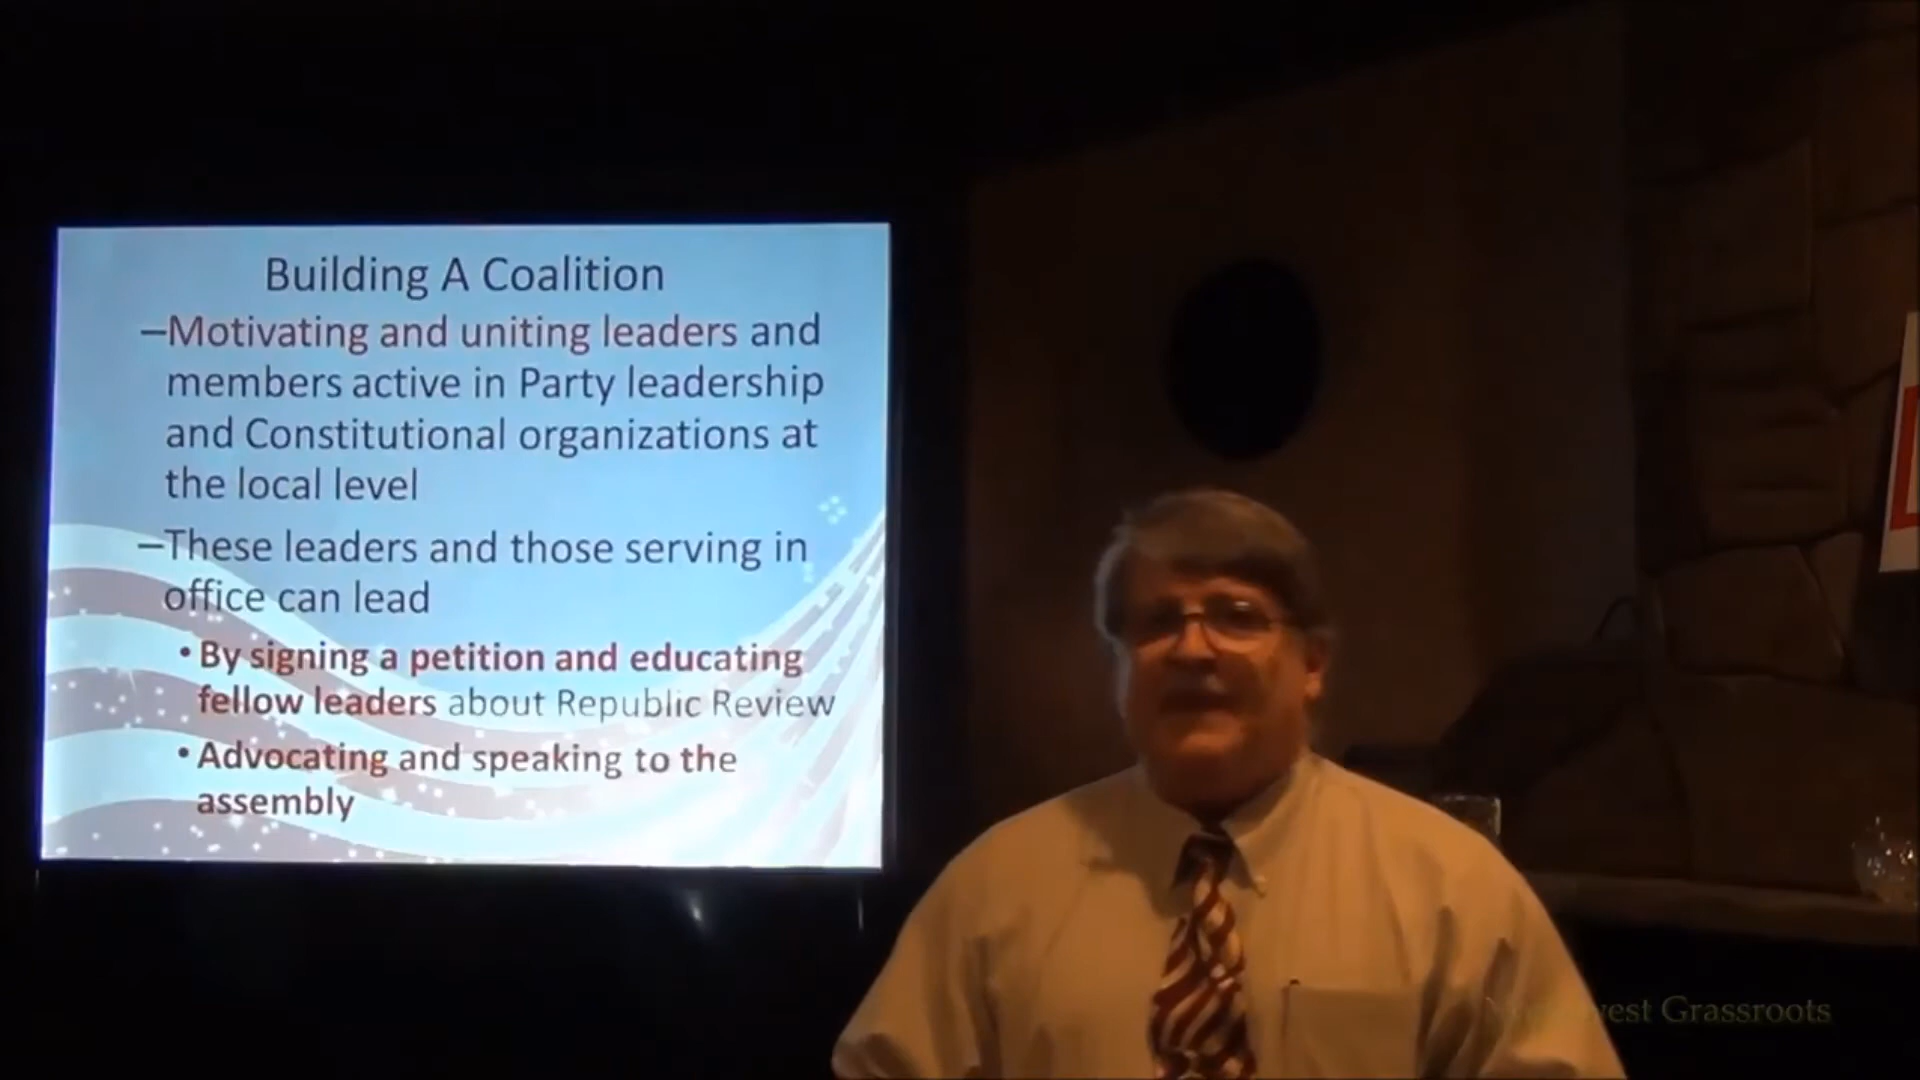 Building A Coalition
–Motivating and uniting leaders and
members active in Party leadership
and Constitutional organizations at
the local level
–These leaders and those serving in
office can lead
• By signing a petition and educating
fellow leaders about Republic Review
• Advocating and speaking to the
assembly
Grassroots